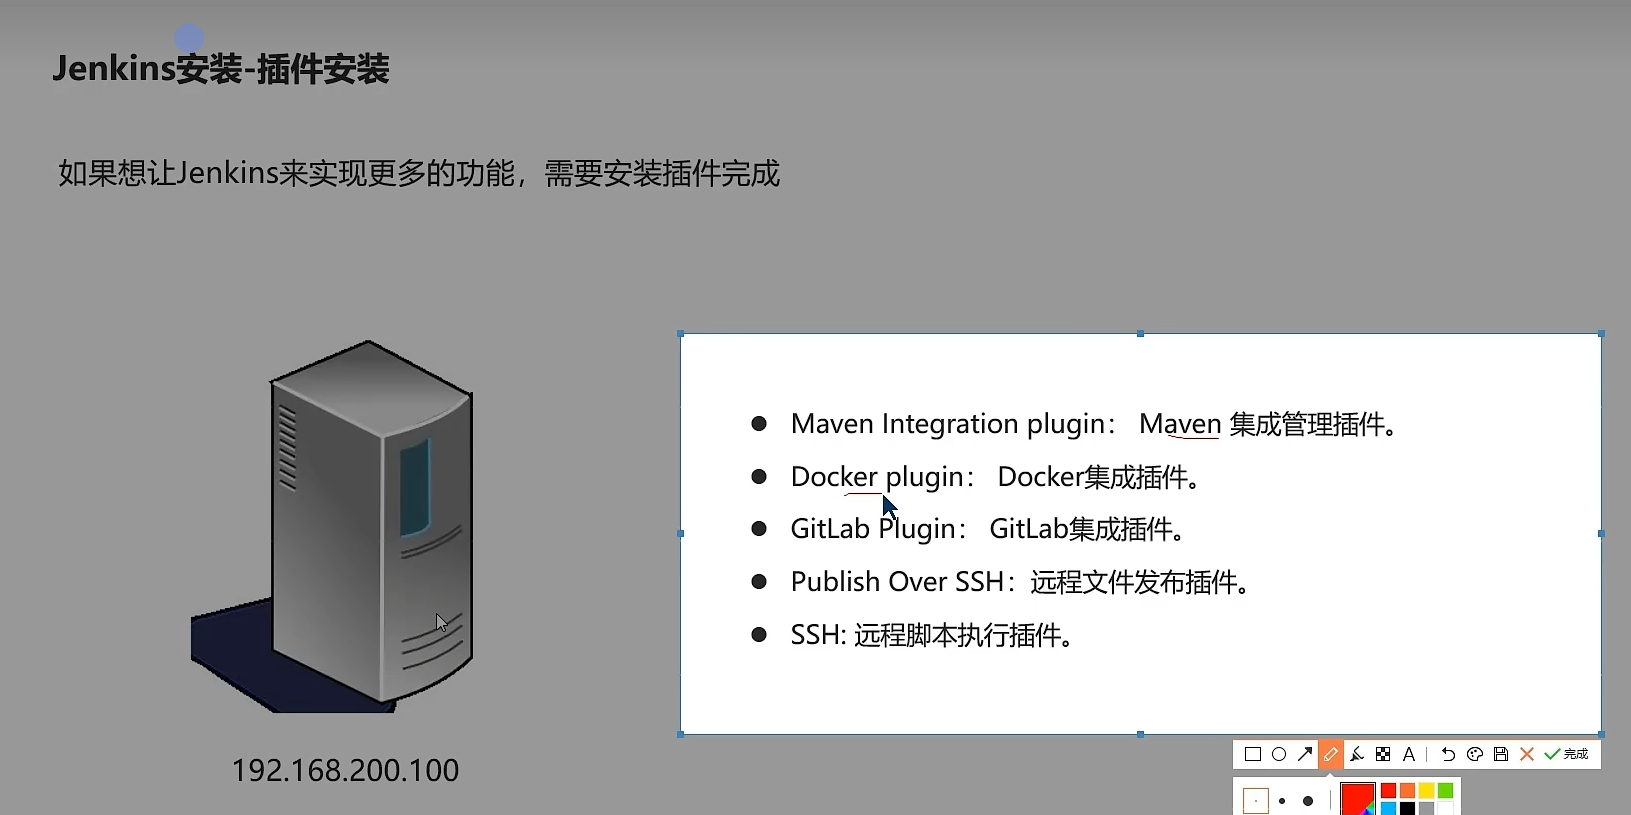 Jenkins安装-插件安装
如果想让Jenkins来实现更多的功能，需要安装插件完成
● Maven Integration plugin： Maven 集成管理插件。
● Docker plugin： Docker集成插件。
● GitLab Plugin： GitLab集成插件。
● Publish Over SSH：远程文件发布插件。
● SSH: 远程脚本执行插件。
192.168.200.100
A
完成